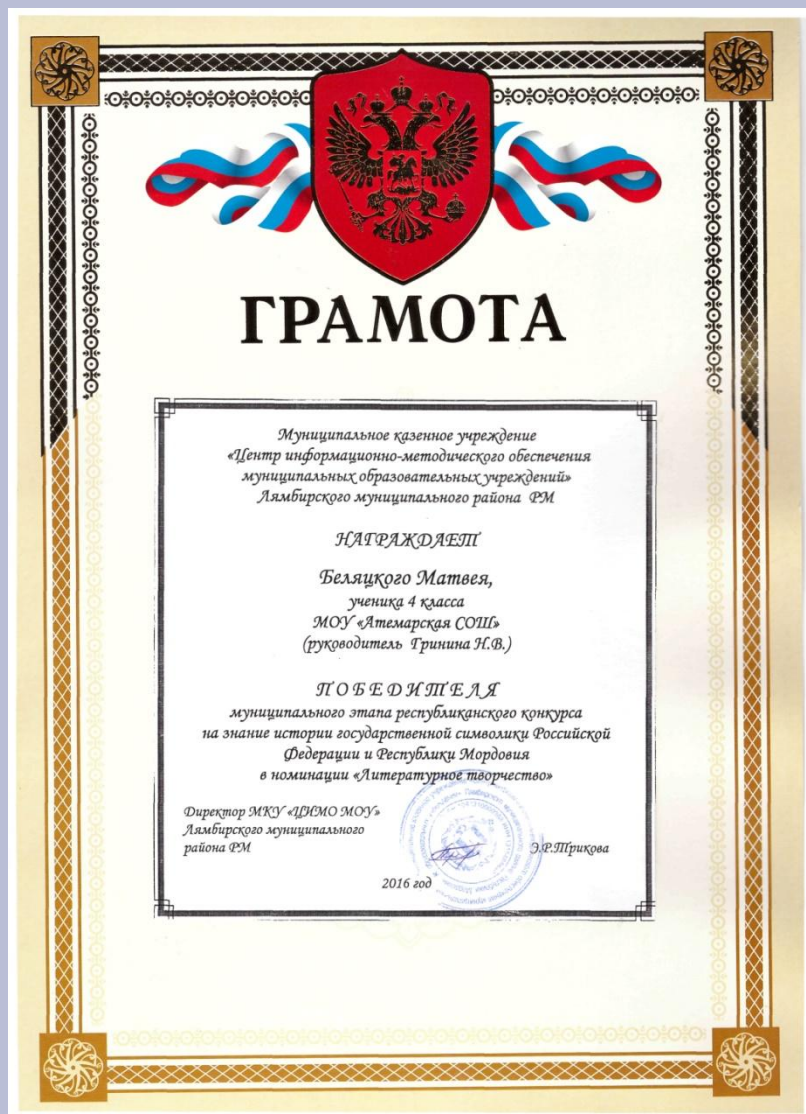 ГРАМОТА
Муниципальное казенное учреждение
«Центр информационно-методического обеспечения
муниципальных образовательных учреждений»
Лямбирского муниципального района РМ
НАГРАЖДАЕТ
Беляцкого Матвея,
ученика 4 класса
МОУ «Атемарская СОШ»
(руководитель Гринина Н.В.)
ПОБЕДИТЕЛЯ
муниципального этапа республиканского конкурса
на знание истории государственной символики Российской
Федерации и Республики Мордовия
в номинации «Литературное творчество»
Директор МКУ «ЦИМО МОУ»
Лямбирского муниципального
района РМ
Э.Р.Трикова
2016 год